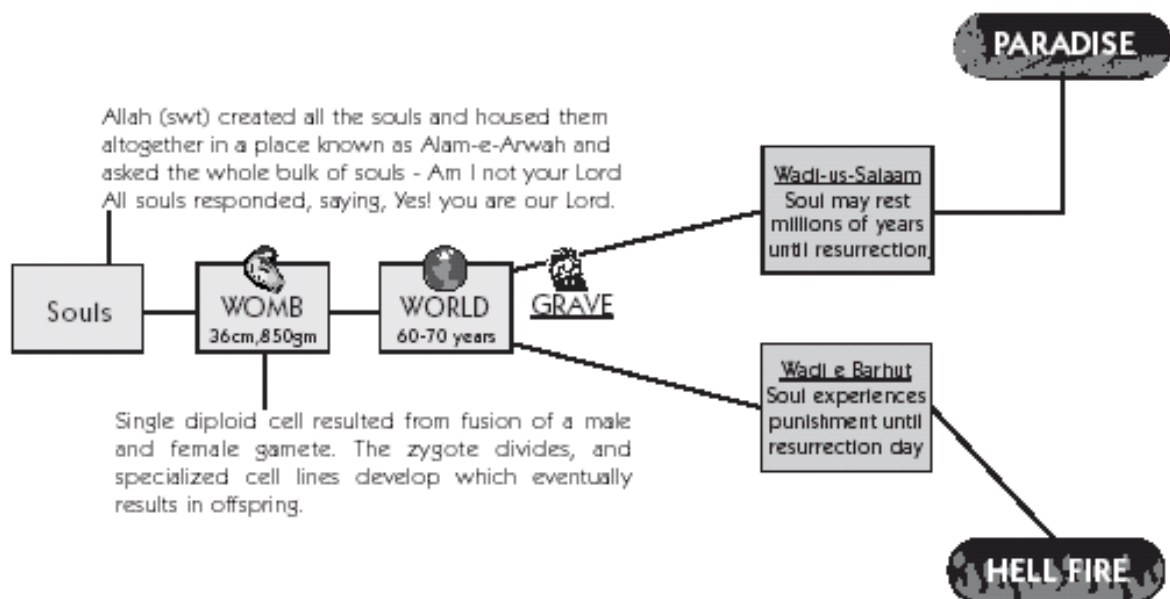 PARADISE
Allah (swt) created all the souls and housed them
altogether in a place known as Alam-e-Arwah and
asked the whole bulk of souls - Am I not your Lord
All souls responded, saying, Yes! you are our Lord.
Wadi-us-Salaam
Soul may rest
millions of years
until resurrection,
Souls
WOMB
36cm,850gm
WORLD
60-70 years
GRAVE
Wadi e Barhut
Soul experiences
punishment until
resurrection day
Single diploid cell resulted from fusion of a male
and female gamete. The zygote divides, and
specialized cell lines develop which eventually
results in offspring.
HELL FIRE